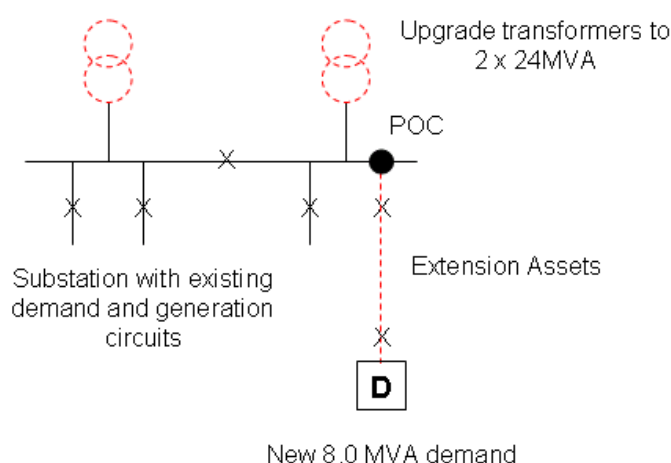 Upgrade transformers to
2 x 24MVA
POC
Extension Assets
Substation with existing
demand and generation
circuits
D
New 8.0 MVA demand